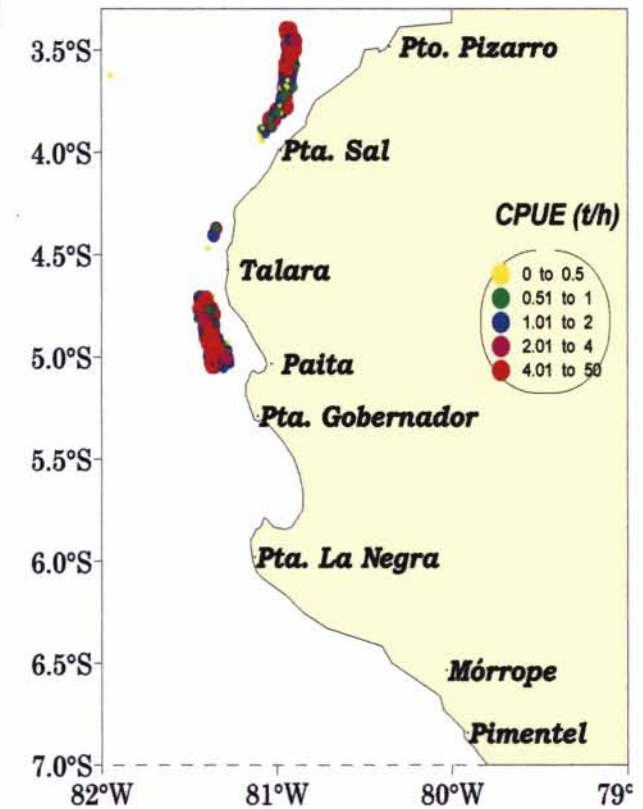 3.5°S
Pto. Pizarro
4.0°S
Pta. Sal
CPUE (t/h)
4.5°S
Talara
0 to 0.5
0.51 to 1
1.01 to 2
2.01 to 4
4.01 to 50
5.0°S
Paita
Pta. Gobernador
5.5°S
6.0°S
Pta. La Negra
6.5°S
Mórrope
Pimentel
7.0°S
82°W
81°W
80°W
79°